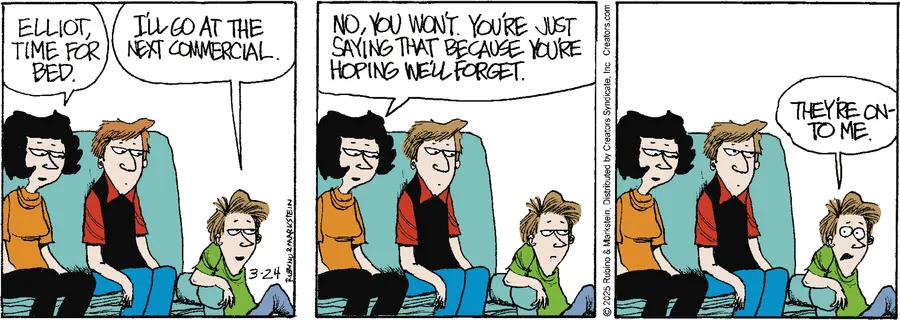 ELLIOT,
TIME FOR
BED.
I'LL GO AT THE
NEXT COMMERCIAL.
3-24
RUBINO & MARKSTEIN
NO, YOU WON'T. YOU'RE JUST
SAYING THAT BECAUSE YOU'RE
HOPING WE'LL FORGET.
© 2025 Rubino & Markstein, Distributed by Creators Syndicate, Inc. Creators.com
THEY'RE ON-
TO ME.